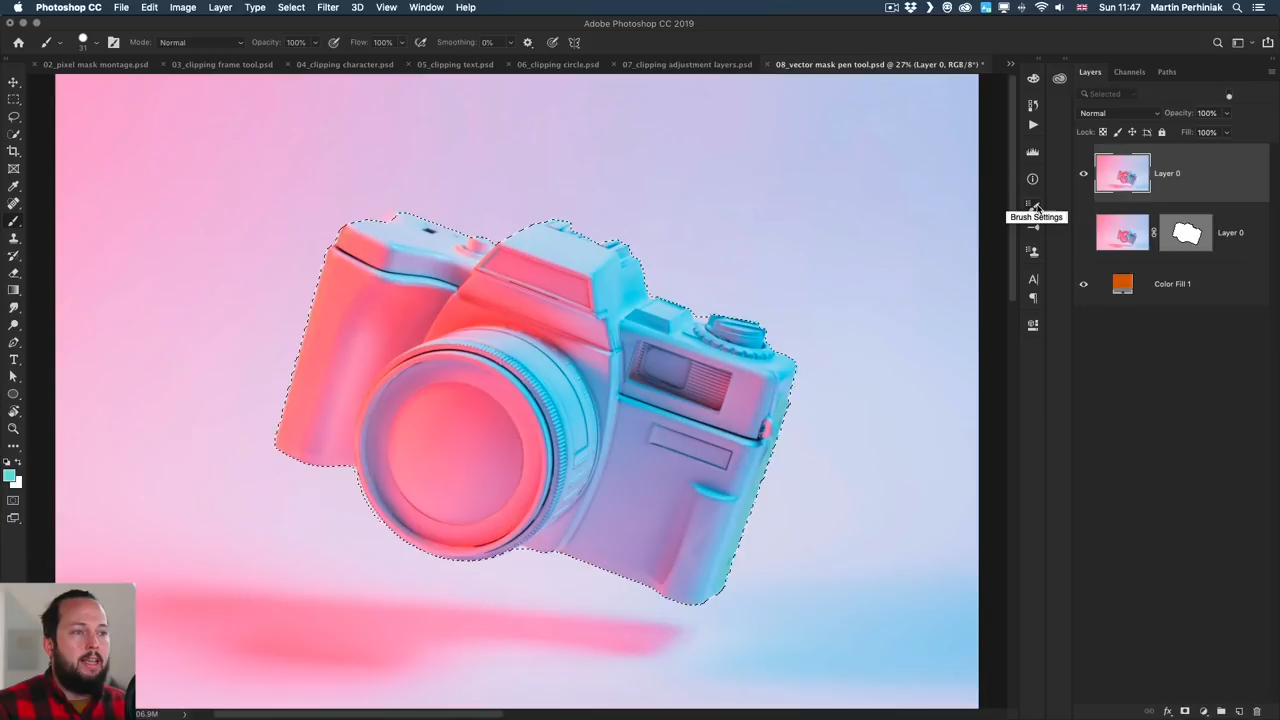 Photoshop CC File Edit Image Layer Type Select Filter 3D View Window Help Sun 11:47 Martin Perhiniak
Adobe Photoshop CC 2019
31 Mode: Normal Opacity: 100% Flow: 100% Smoothing: 0%
× 02_pixel mask montage.psd × 03_clipping frame tool.psd × 04_clipping character.psd × 05_clipping text.psd × 06_clipping circle.psd × 07_clipping adjustment layers.psd × 08_vector mask pen tool.psd @ 27% (Layer 0, RGB/8*) *
Layers Channels Paths
Selected
Normal Opacity: 100%
Lock: Fill: 100%
Layer 0
Brush Settings
Layer 0
Color Fill 1
06.9M